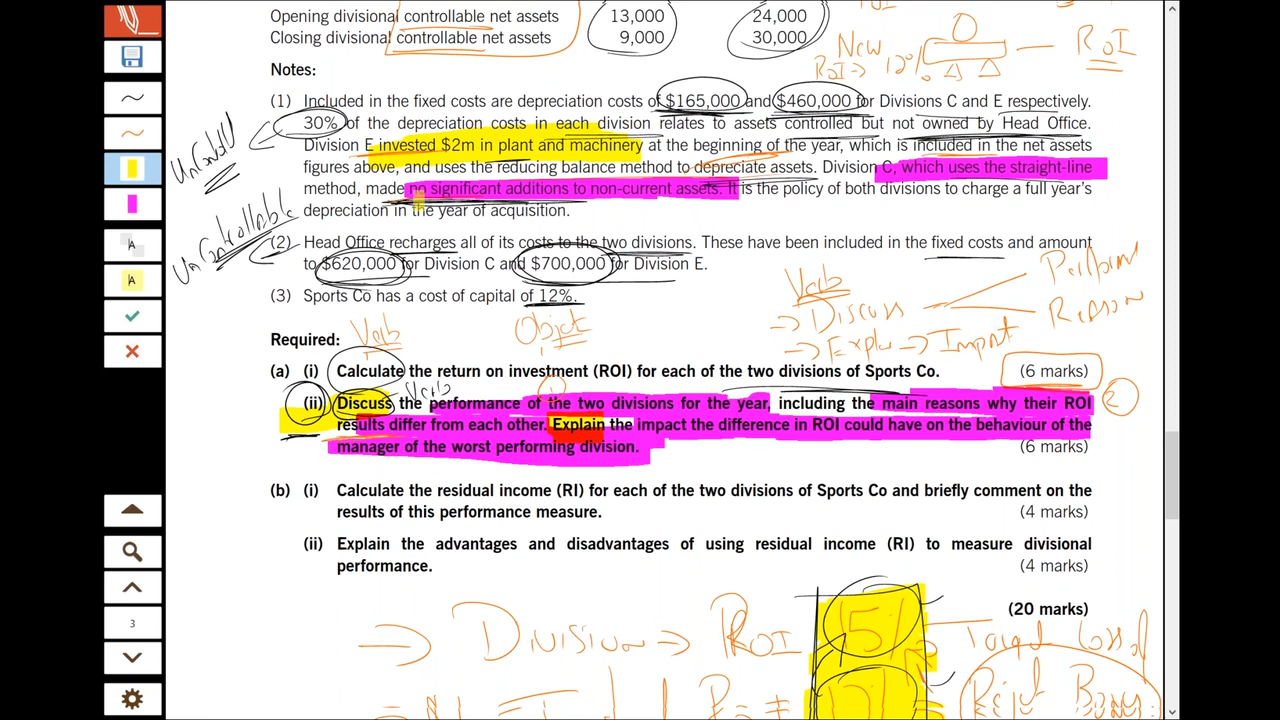 Opening divisional controllable net assets 13,000 24,000
Closing divisional controllable net assets 9,000 30,000
New
ROI → 12%
ROI
Notes:
(1) Included in the fixed costs are depreciation costs of $165,000 and $460,000 for Divisions C and E respectively.
30% of the depreciation costs in each division relates to assets controlled but not owned by Head Office.
Division E invested $2m in plant and machinery at the beginning of the year, which is included in the net assets
figures above, and uses the reducing balance method to depreciate assets. Division C, which uses the straight-line
method, made no significant additions to non-current assets. It is the policy of both divisions to charge a full year's
depreciation in the year of acquisition.
UnControllable
(2) Head Office recharges all of its costs to the two divisions. These have been included in the fixed costs and amount
to $620,000 for Division C and $700,000 for Division E.
(3) Sports Co has a cost of capital of 12%.
Verb
→ Discuss
Reason
Required:
Verb
Object
(a) (i) Calculate the return on investment (ROI) for each of the two divisions of Sports Co. (6 marks)
(ii) Discuss the performance of the two divisions for the year, including the main reasons why their ROI
results differ from each other. Explain the impact the difference in ROI could have on the behaviour of the
manager of the worst performing division. (6 marks)
2
(b) (i) Calculate the residual income (RI) for each of the two divisions of Sports Co and briefly comment on the
results of this performance measure. (4 marks)
(ii) Explain the advantages and disadvantages of using residual income (RI) to measure divisional
performance. (4 marks)
(20 marks)
→ Division → ROI 15%
Reject
3